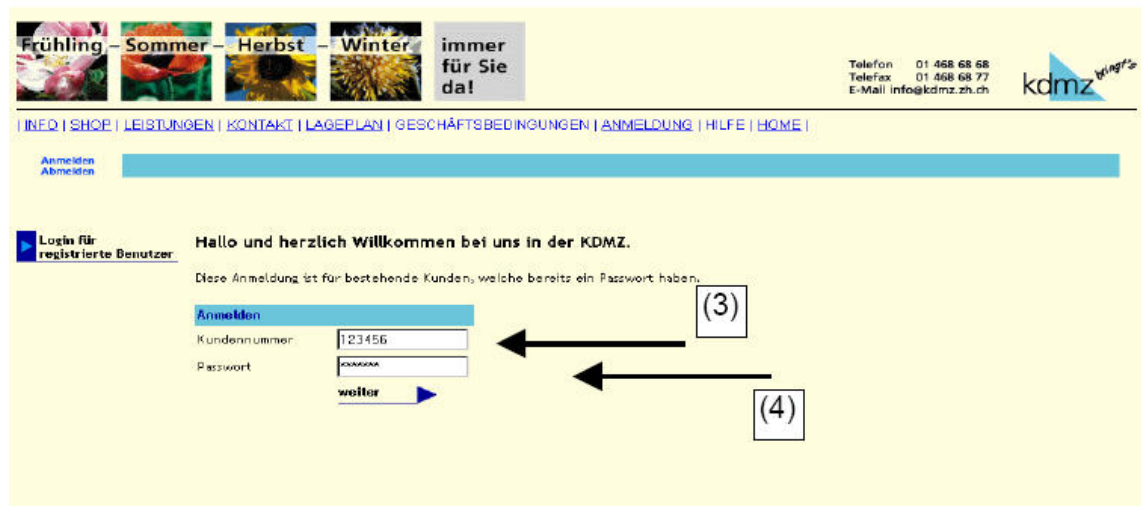 Frühling – Sommer – Herbst – Winter
immer
für Sie
da!
Telefon 01 468 68 68
Telefax 01 468 68 77
E-Mail info@kdmz.zh.ch
kdmz bringt's
| INFO | SHOP | LEISTUNGEN | KONTAKT | LAGEPLAN | GESCHÄFTSBEDINGUNGEN | ANMELDUNG | HILFE | HOME |
Anmelden
Abmelden
Login für
registrierte Benutzer
Hallo und herzlich Willkommen bei uns in der KDMZ.
Diese Anmeldung ist für bestehende Kunden, welche bereits ein Passwort haben.
(3)
Anmelden
Kundennummer 123456
Passwort *******
weiter
(4)